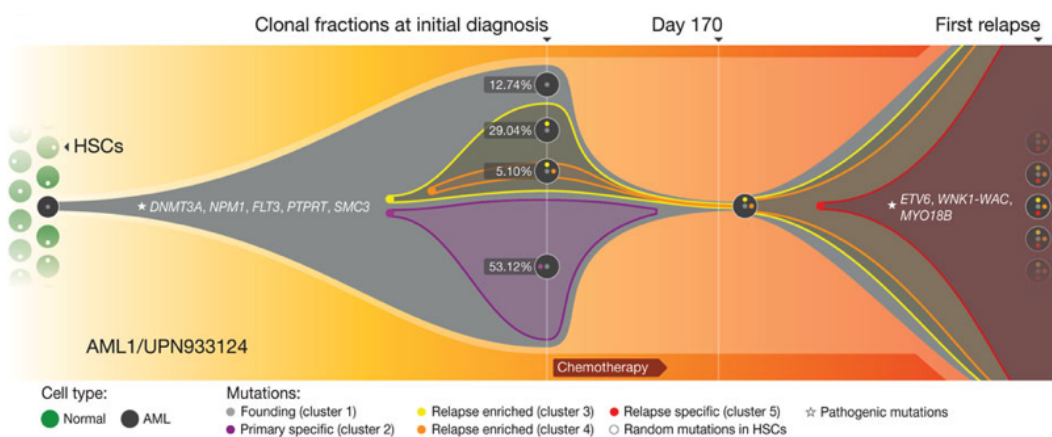 Clonal fractions at initial diagnosis
Day 170
First relapse
12.74%
HSCs
29.04%
5.10%
DNMT3A, NPM1, FLT3, PTPRT, SMC3
ETV6, WNK1-WAC,
MYO18B
53.12%
AML1/UPN933124
Chemotherapy
Cell type:
Normal
AML
Mutations:
Founding (cluster 1)
Primary specific (cluster 2)
Relapse enriched (cluster 3)
Relapse enriched (cluster 4)
Relapse specific (cluster 5)
Random mutations in HSCs
Pathogenic mutations